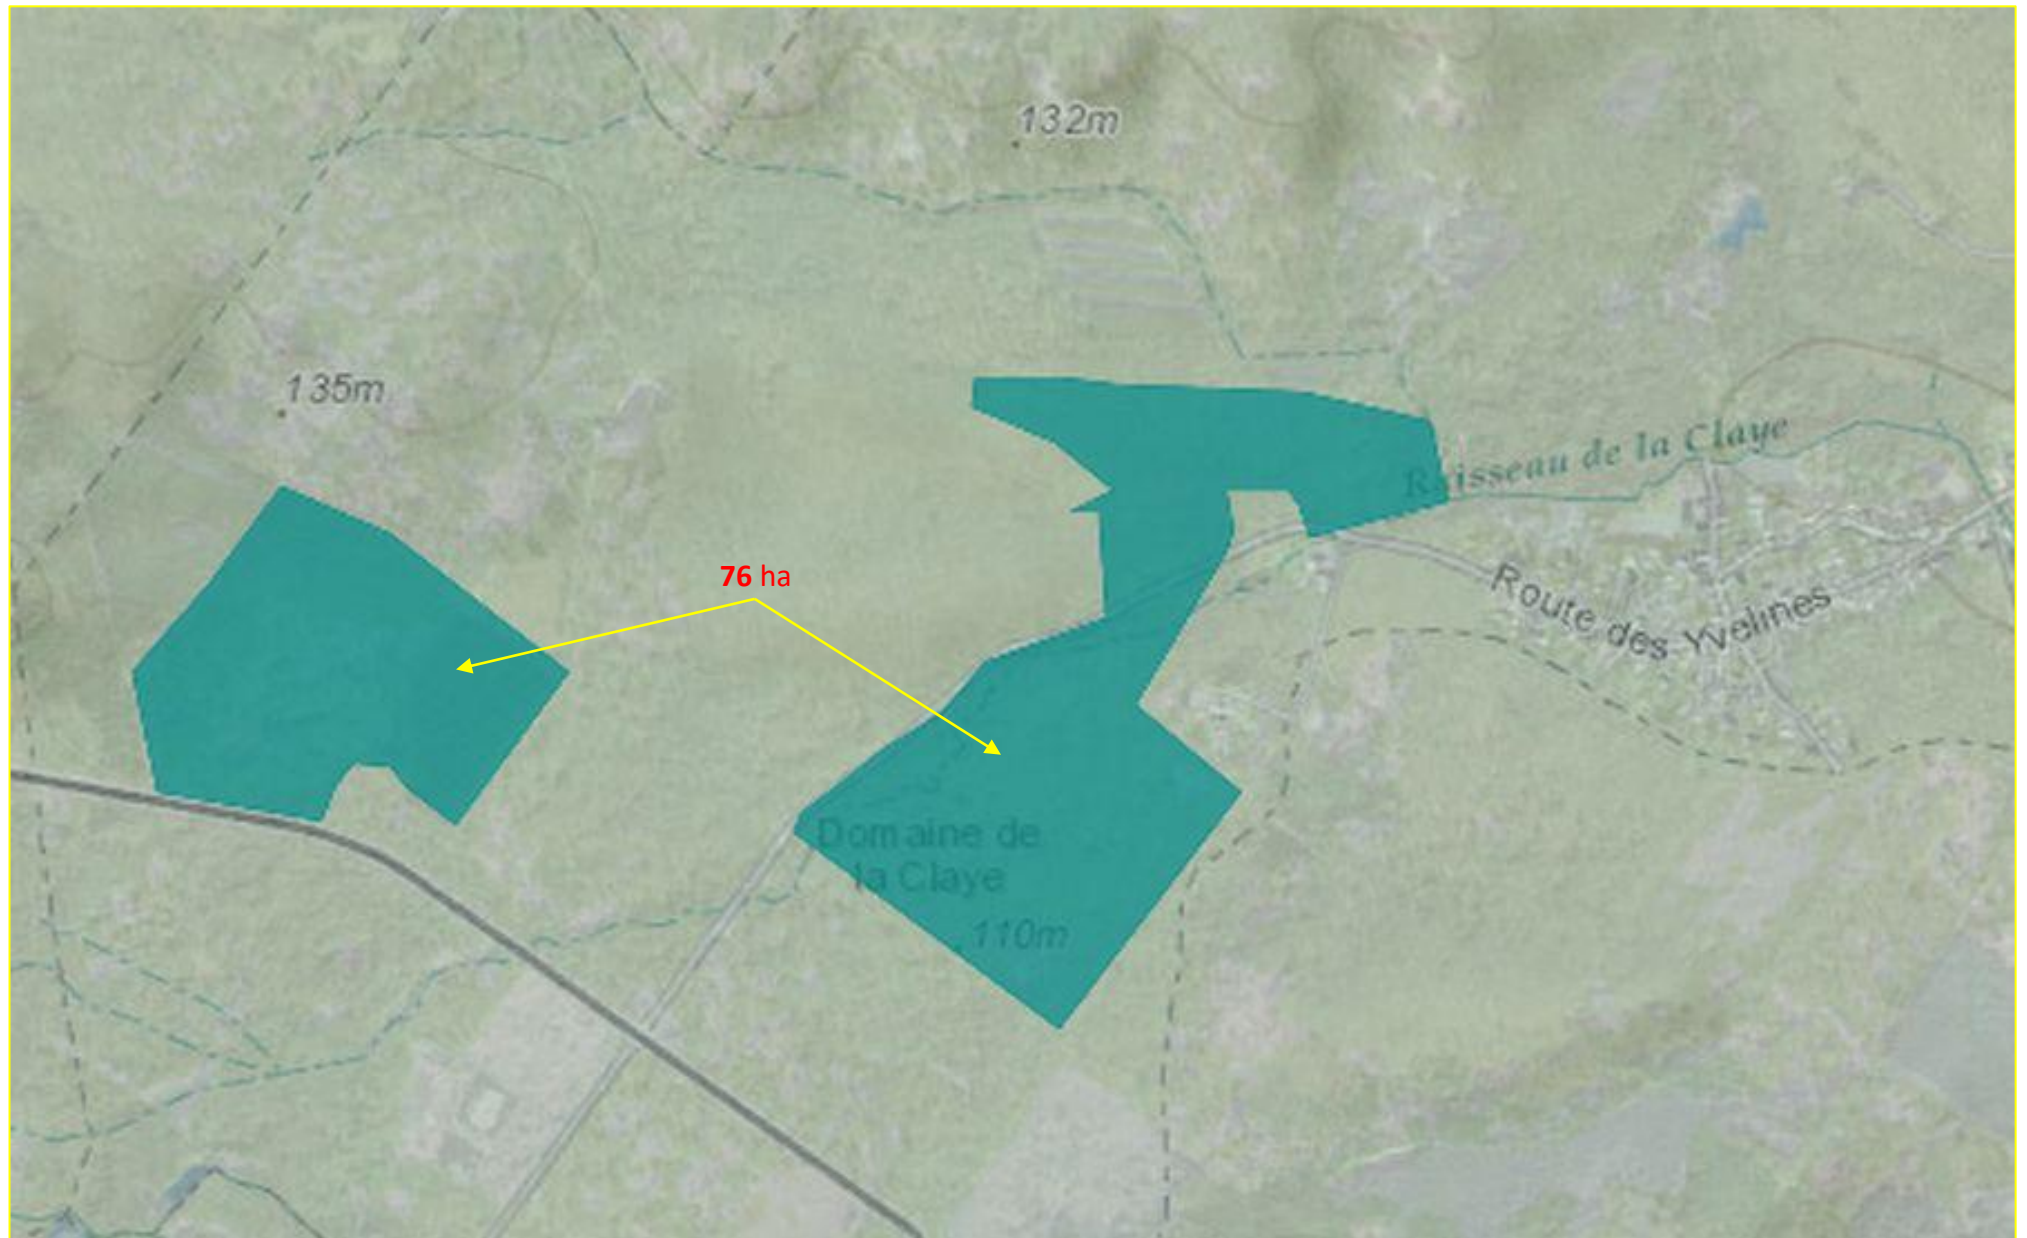 132m
135m
Ruisseau de la Claye
76 ha
Route des Yvelines
Domaine de
la Claye
110m